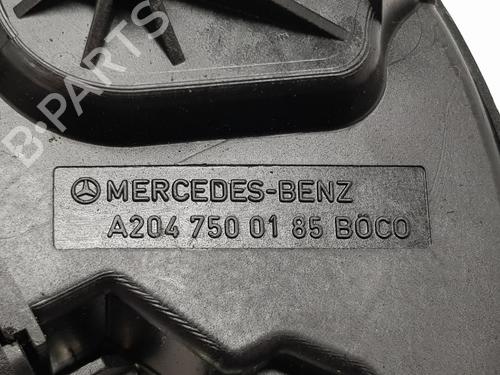 B-PARTS
MERCEDES-BENZ
A204 750 01 85 BÖCO